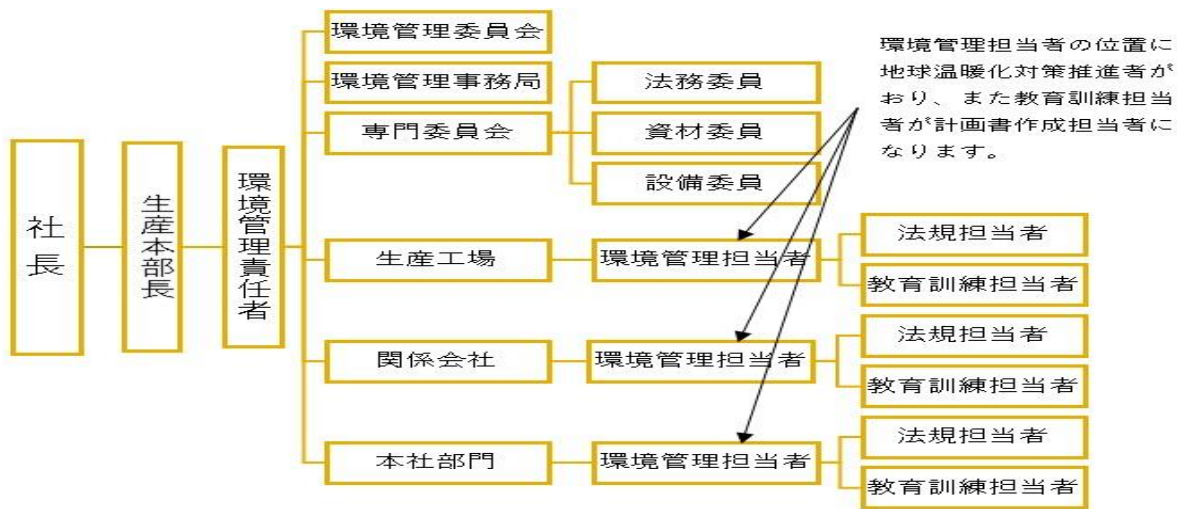 社長
生産本部長
環境管理責任者
環境管理委員会
環境管理事務局
専門委員会
法務委員
資材委員
設備委員
生産工場
環境管理担当者
法規担当者
教育訓練担当者
関係会社
環境管理担当者
法規担当者
教育訓練担当者
本社部門
環境管理担当者
法規担当者
教育訓練担当者
環境管理担当者の位置に
地球温暖化対策推進者が
おり、また教育訓練担当
者が計画書作成担当者に
なります。